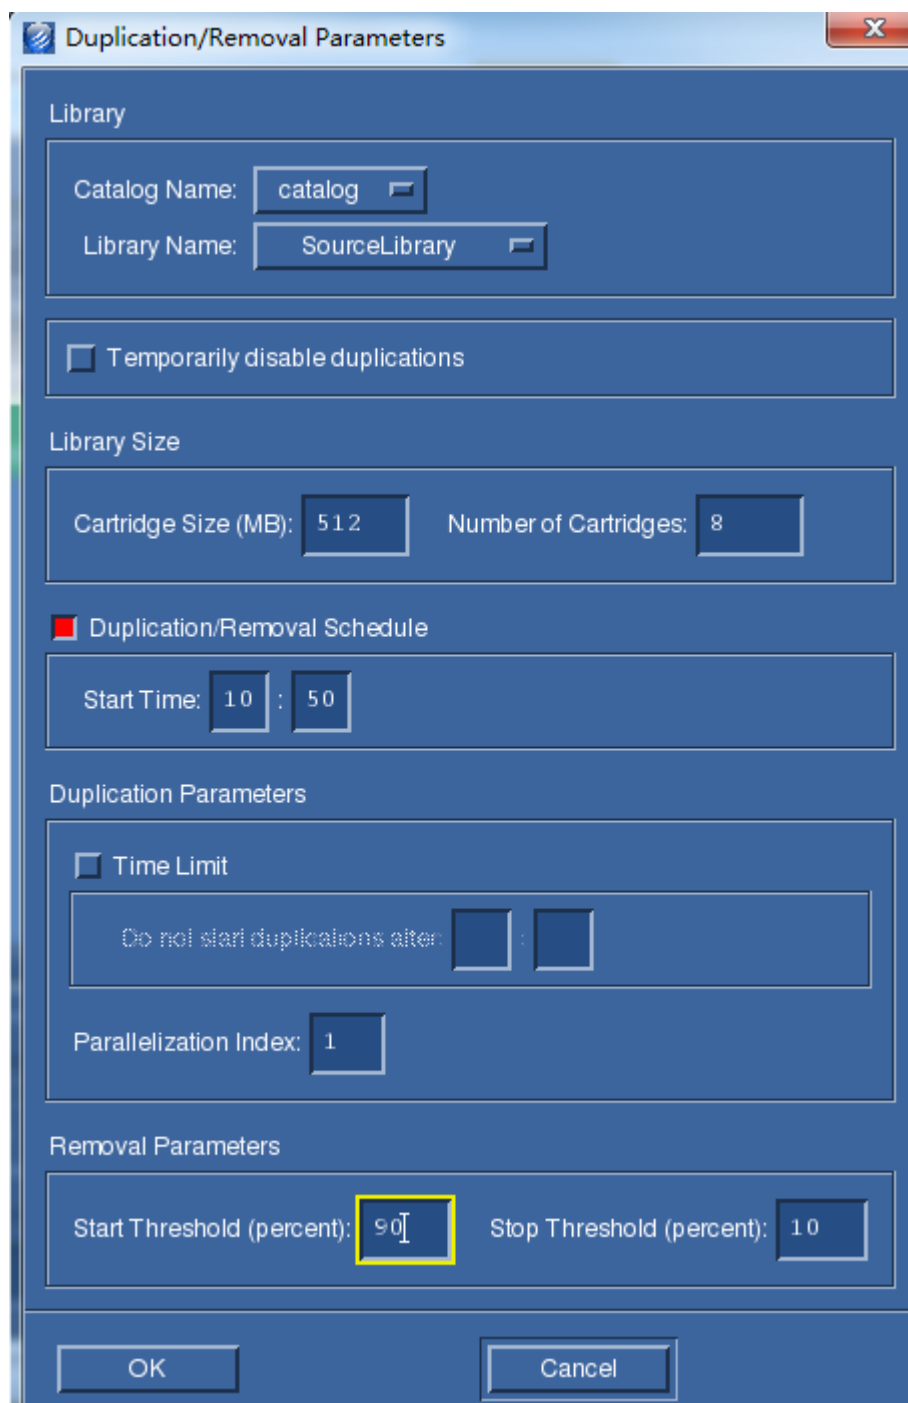 Duplication/Removal Parameters
X
Library
Catalog Name: catalog
Library Name: SourceLibrary
Temporarily disable duplications
Library Size
Cartridge Size (MB): 512 Number of Cartridges: 8
Duplication/Removal Schedule
Start Time: 10 : 50
Duplication Parameters
Time Limit
Do not start duplications after: :
Parallelization Index: 1
Removal Parameters
Start Threshold (percent): 90 Stop Threshold (percent): 10
OK Cancel